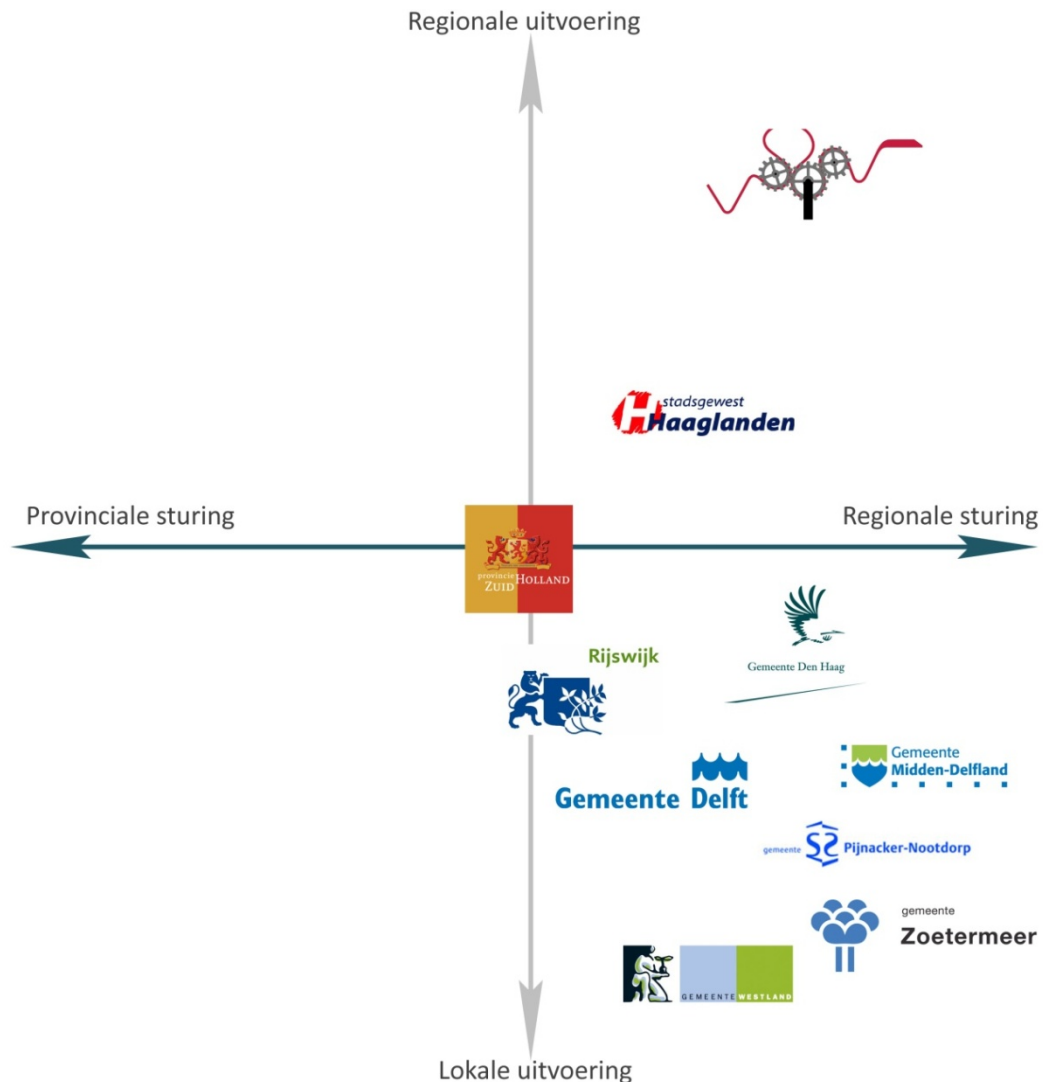 Regionale uitvoering
stadsgewest
Haaglanden
Provinciale sturing
Regionale sturing
provincie
ZUID HOLLAND
Rijswijk
Gemeente Den Haag
Gemeente
Midden-Delfland
Gemeente Delft
gemeente Pijnacker-Nootdorp
gemeente
Zoetermeer
GEMEENTE WESTLAND
Lokale uitvoering